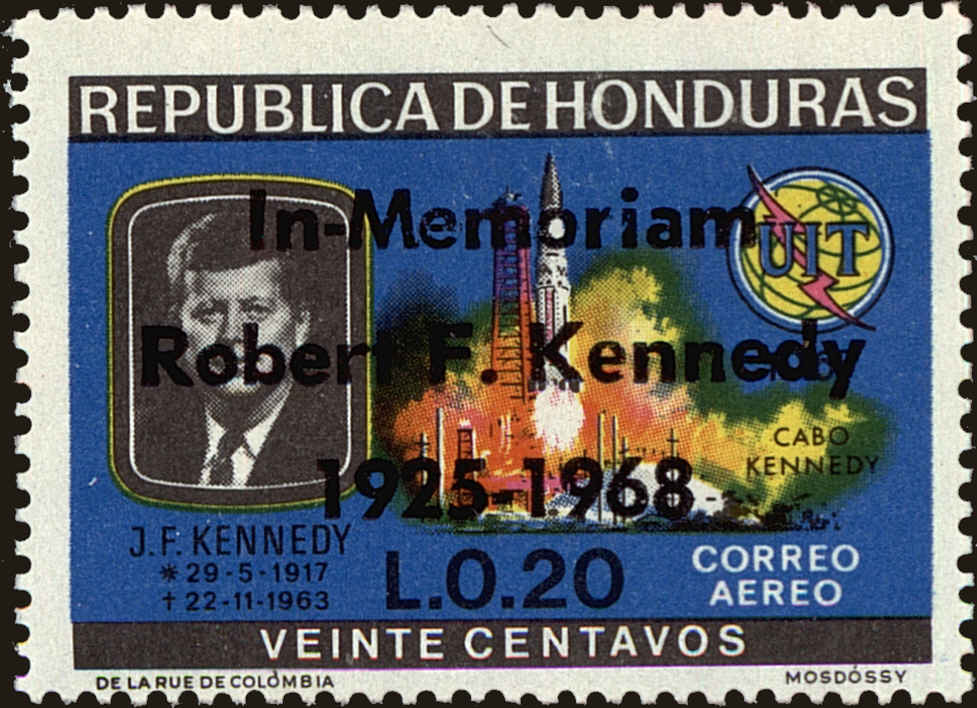 REPUBLICA DE HONDURAS
In-Memoriam
UIT
Robert F. Kennedy
CABO
KENNEDY
1925-1968
J.F. KENNEDY
* 29-5-1917
† 22-11-1963
L.0.20
CORREO
AEREO
VEINTE CENTAVOS
DE LA RUE DE COLOMBIA
MOSDÓSSY